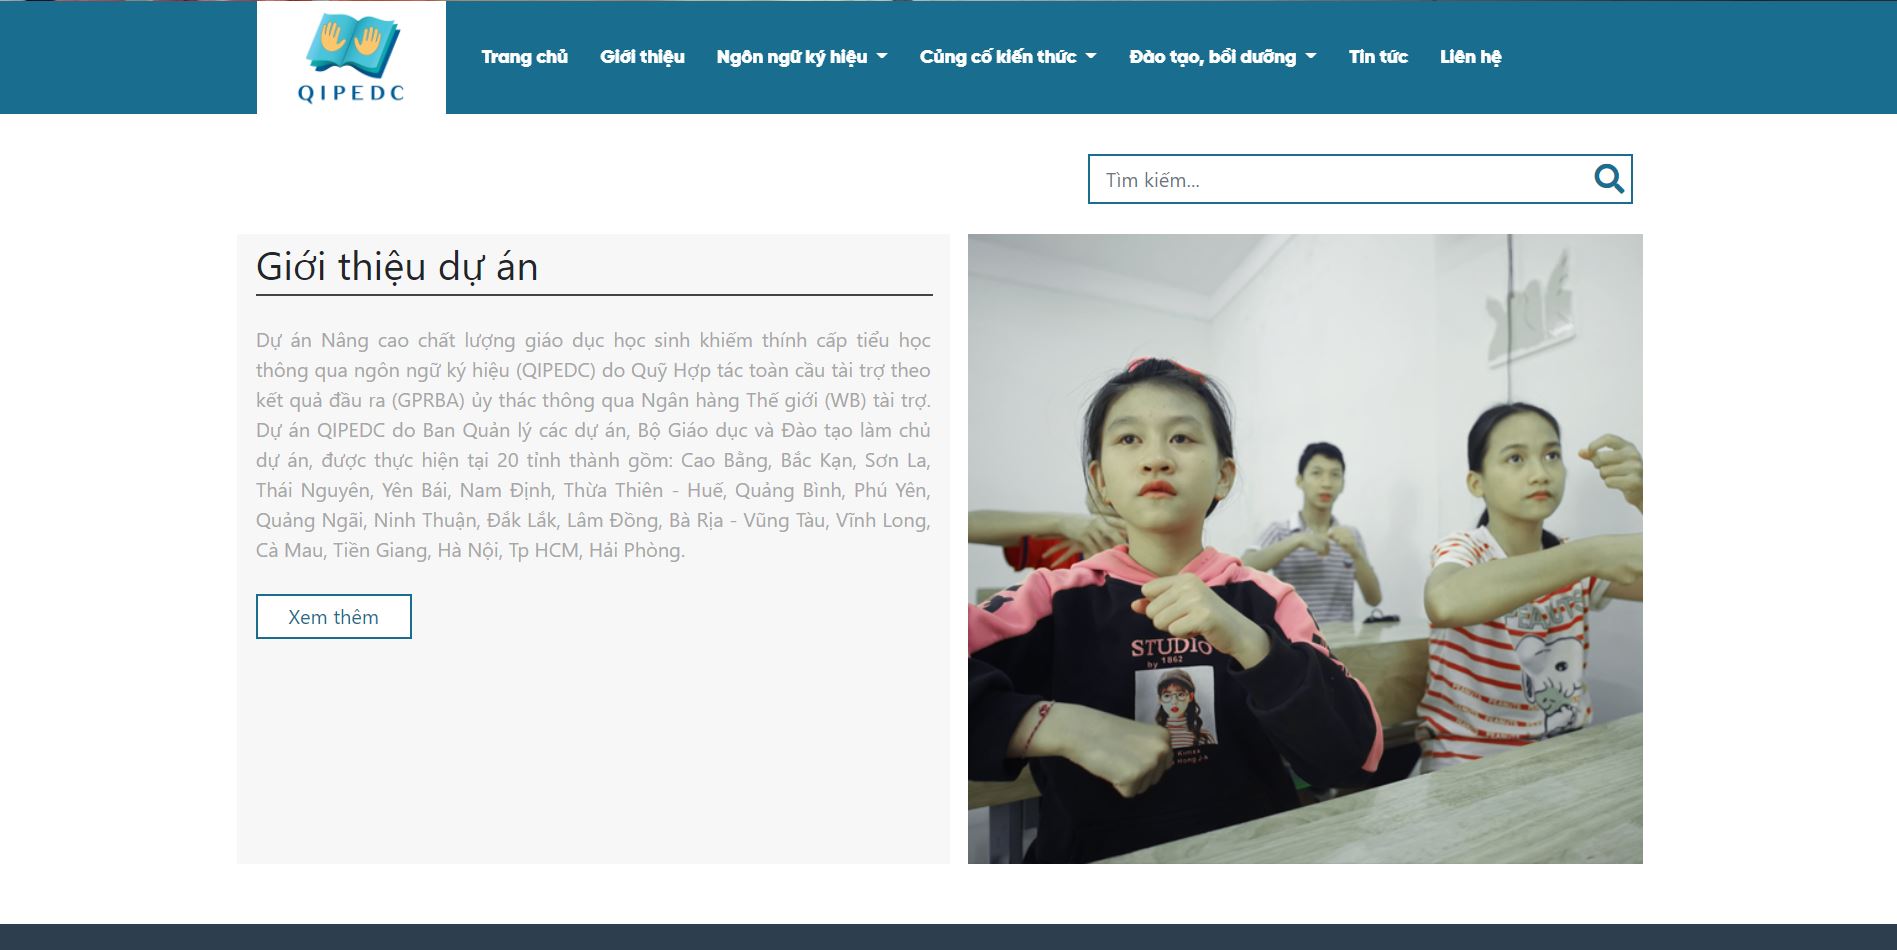 QIPEDC
Trang chủ
Giới thiệu
Ngôn ngữ ký hiệu
Củng cố kiến thức
Đào tạo, bồi dưỡng
Tin tức
Liên hệ
Tìm kiếm...
Giới thiệu dự án
Dự án Nâng cao chất lượng giáo dục học sinh khiếm thính cấp tiểu học
thông qua ngôn ngữ ký hiệu (QIPEDC) do Quỹ Hợp tác toàn cầu tài trợ theo
kết quả đầu ra (GPRBA) ủy thác thông qua Ngân hàng Thế giới (WB) tài trợ.
Dự án QIPEDC do Ban Quản lý các dự án, Bộ Giáo dục và Đào tạo làm chủ
dự án, được thực hiện tại 20 tỉnh thành gồm: Cao Bằng, Bắc Kạn, Sơn La,
Thái Nguyên, Yên Bái, Nam Định, Thừa Thiên - Huế, Quảng Bình, Phú Yên,
Quảng Ngãi, Ninh Thuận, Đắk Lắk, Lâm Đồng, Bà Rịa - Vũng Tàu, Vĩnh Long,
Cà Mau, Tiền Giang, Hà Nội, Tp HCM, Hải Phòng.
Xem thêm
STUDIO
by 1862
PEANUTS